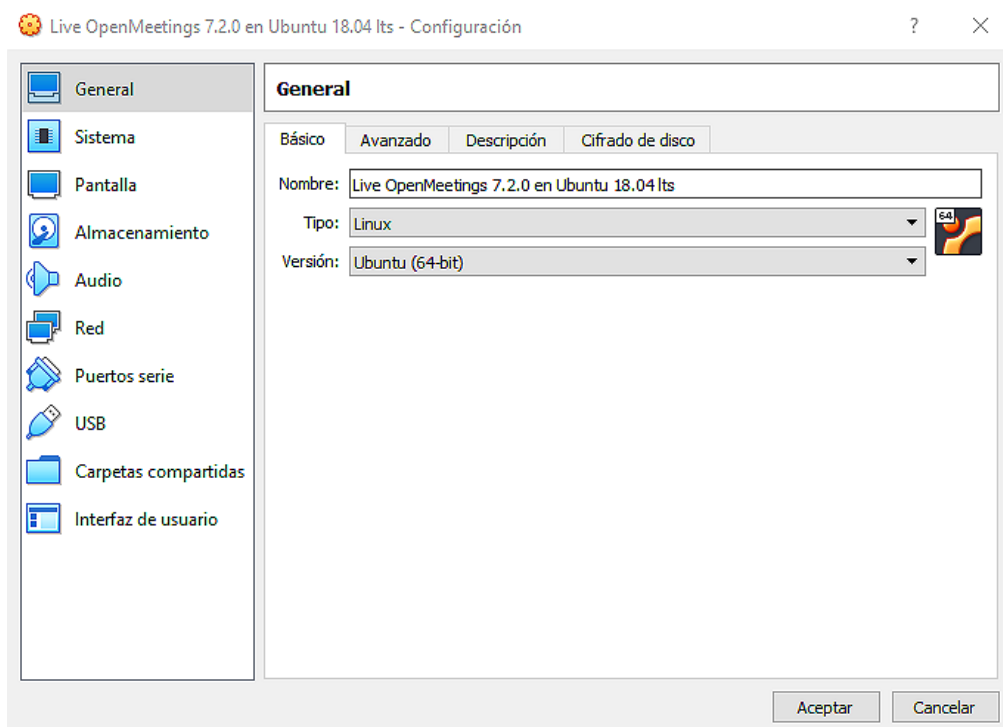 Live OpenMeetings 7.2.0 en Ubuntu 18.04 lts - Configuración
?
General
Sistema
Pantalla
Almacenamiento
Audio
Red
Puertos serie
USB
Carpetas compartidas
Interfaz de usuario
General
Básico Avanzado Descripción Cifrado de disco
Nombre: Live OpenMeetings 7.2.0 en Ubuntu 18.04 lts
Tipo: Linux
64
Versión: Ubuntu (64-bit)
Aceptar Cancelar